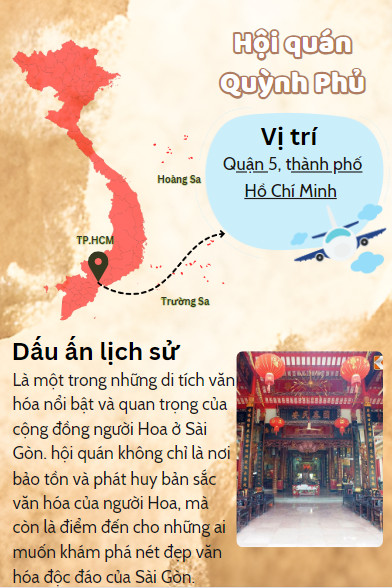 Hội quán
Quỳnh Phủ
Vị trí
Quận 5, thành phố
Hồ Chí Minh
Hoàng Sa
TP.HCM
Trường Sa
Dấu ấn lịch sử
Là một trong những di tích văn
hóa nổi bật và quan trọng của
cộng đồng người Hoa ở Sài
Gòn. hội quán không chỉ là nơi
bảo tồn và phát huy bản sắc
văn hóa của người Hoa, mà
còn là điểm đến cho những ai
muốn khám phá nét đẹp văn
hóa độc đáo của Sài Gòn.